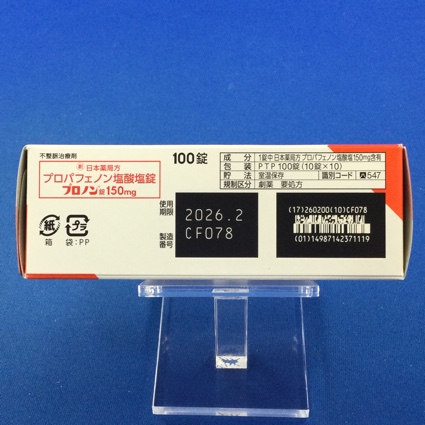 不整脈治療剤
日本薬局方
プロパフェノン塩酸塩錠
プロノン錠150mg
100錠
成分 1錠中 日本薬局方 プロパフェノン塩酸塩150mg含有
包装 PTP 100錠(10錠×10)
貯法 室温保存 識別コード 547
規制区分 劇薬 要処方
紙 箱
プラ 袋:PP
使用期限 2026.2
製造番号 CF078
(17)260200(10)CF078
(01)14987142371119